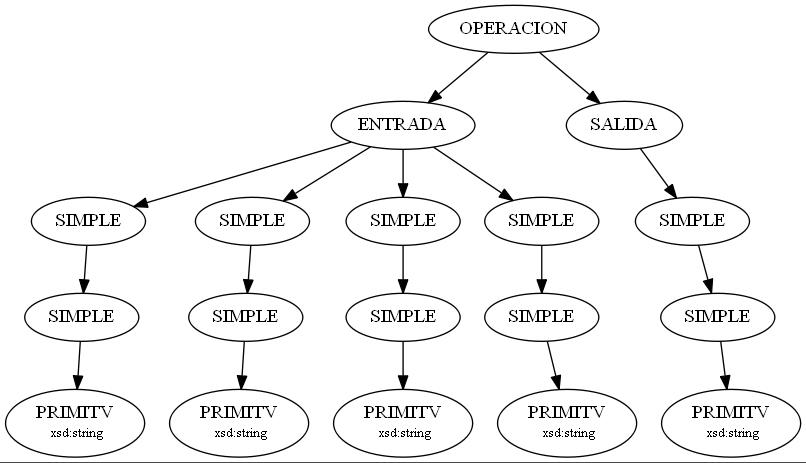 OPERACION
ENTRADA
SALIDA
SIMPLE
SIMPLE
SIMPLE
SIMPLE
SIMPLE
SIMPLE
SIMPLE
SIMPLE
SIMPLE
SIMPLE
PRIMITV
xsd:string
PRIMITV
xsd:string
PRIMITV
xsd:string
PRIMITV
xsd:string
PRIMITV
xsd:string